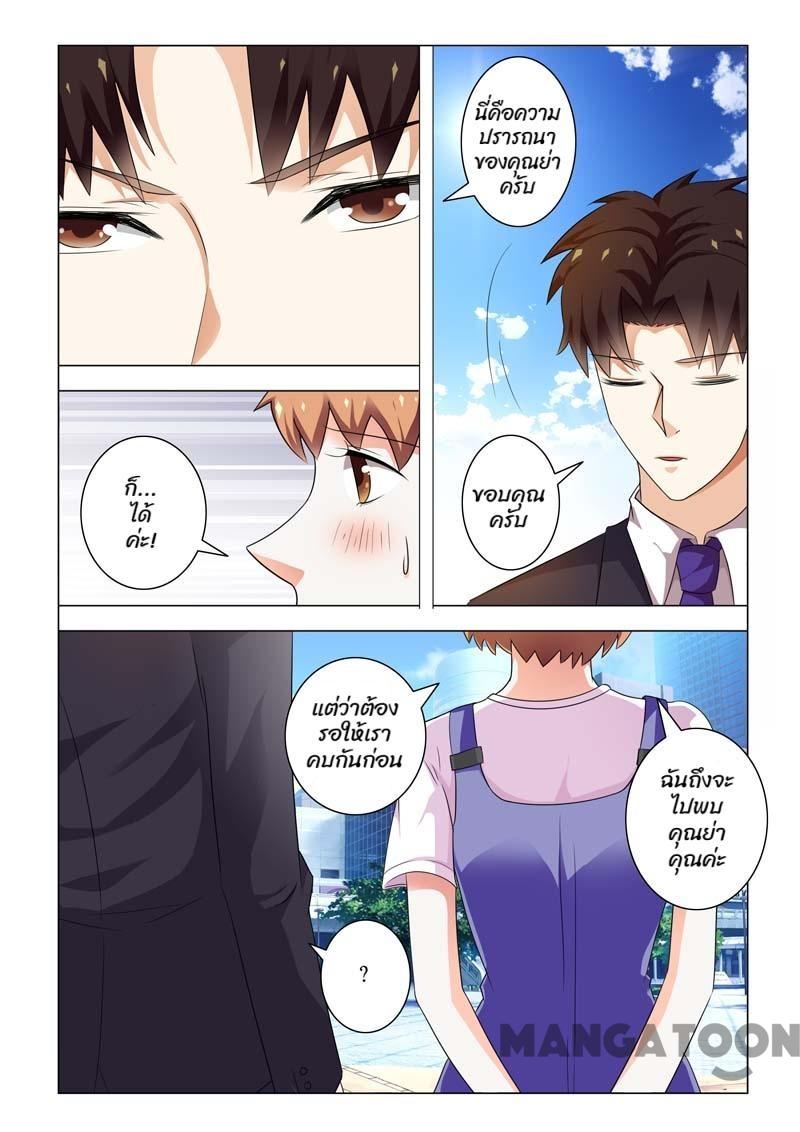 นี่คือความ
ปรารถนา
ของคุณย่า
ครับ
ก็...
ได้
ค่ะ!
ขอบคุณ
ครับ
แต่ว่าต้อง
รอให้เรา
คบกันก่อน
ฉันถึงจะ
ไปพบ
คุณย่า
คุณค่ะ
?
MANGATOON